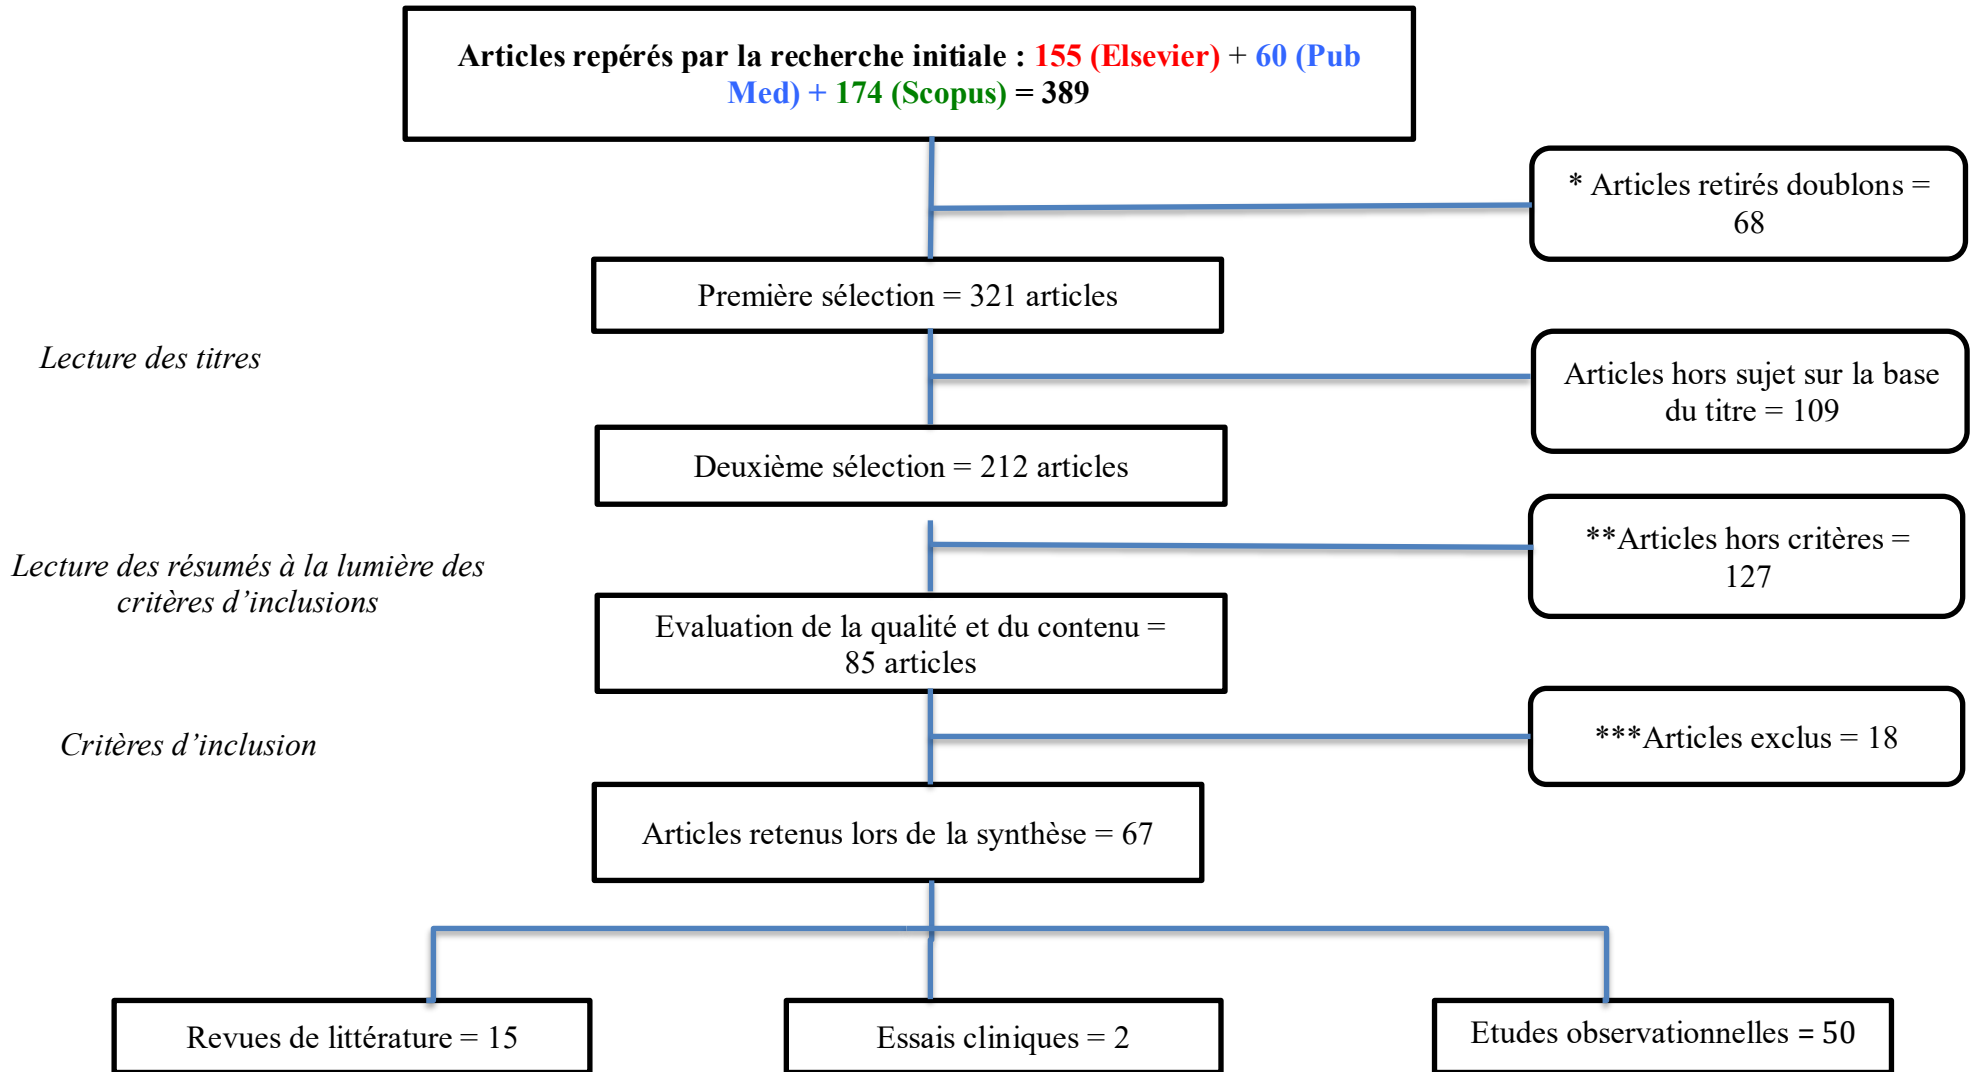 Articles repérés par la recherche initiale : 155 (Elsevier) + 60 (Pub
Med) + 174 (Scopus) = 389
* Articles retirés doublons =
68
Première sélection = 321 articles
Lecture des titres
Articles hors sujet sur la base
du titre = 109
Deuxième sélection = 212 articles
**Articles hors critères =
127
Lecture des résumés à la lumière des
critères d’inclusions
Evaluation de la qualité et du contenu =
85 articles
Critères d’inclusion
***Articles exclus = 18
Articles retenus lors de la synthèse = 67
Revues de littérature = 15
Essais cliniques = 2
Etudes observationnelles = 50